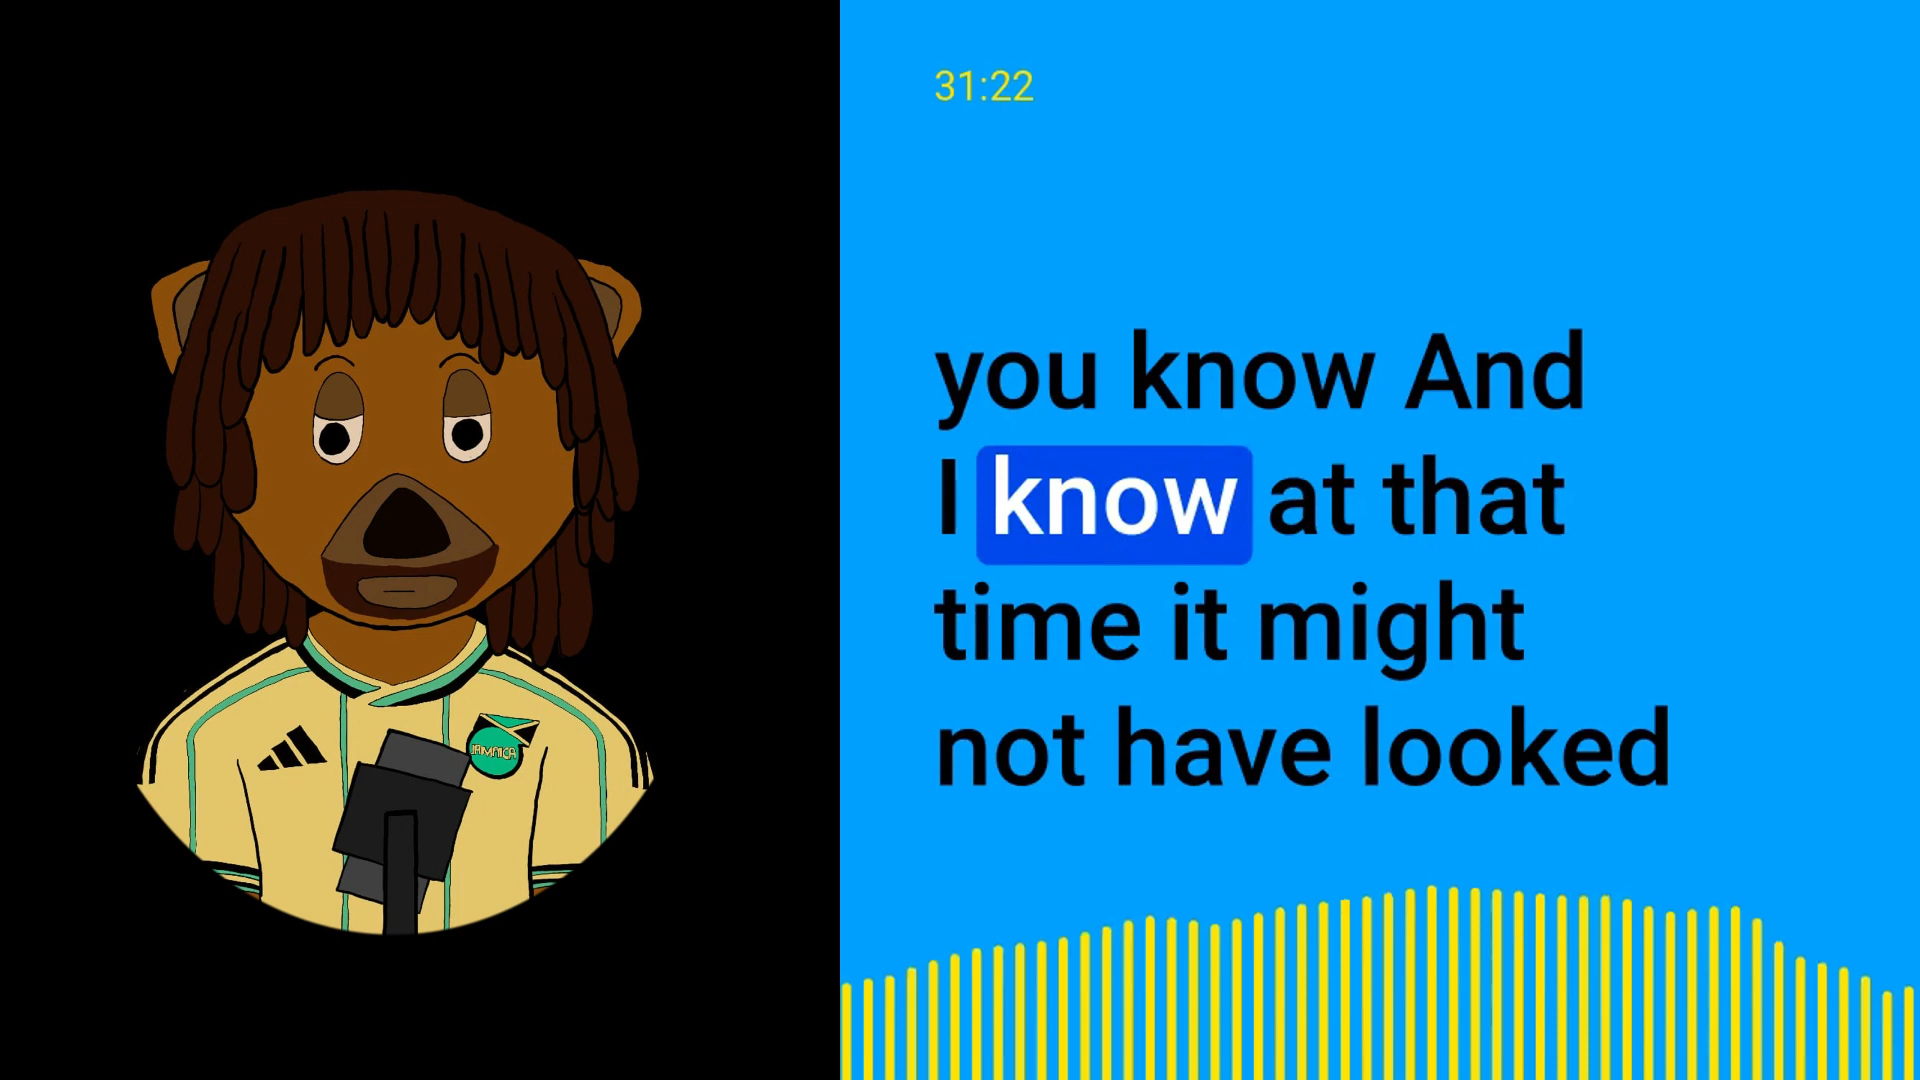 31:22
you know And
I know at that
time it might
not have looked
JAMAICA